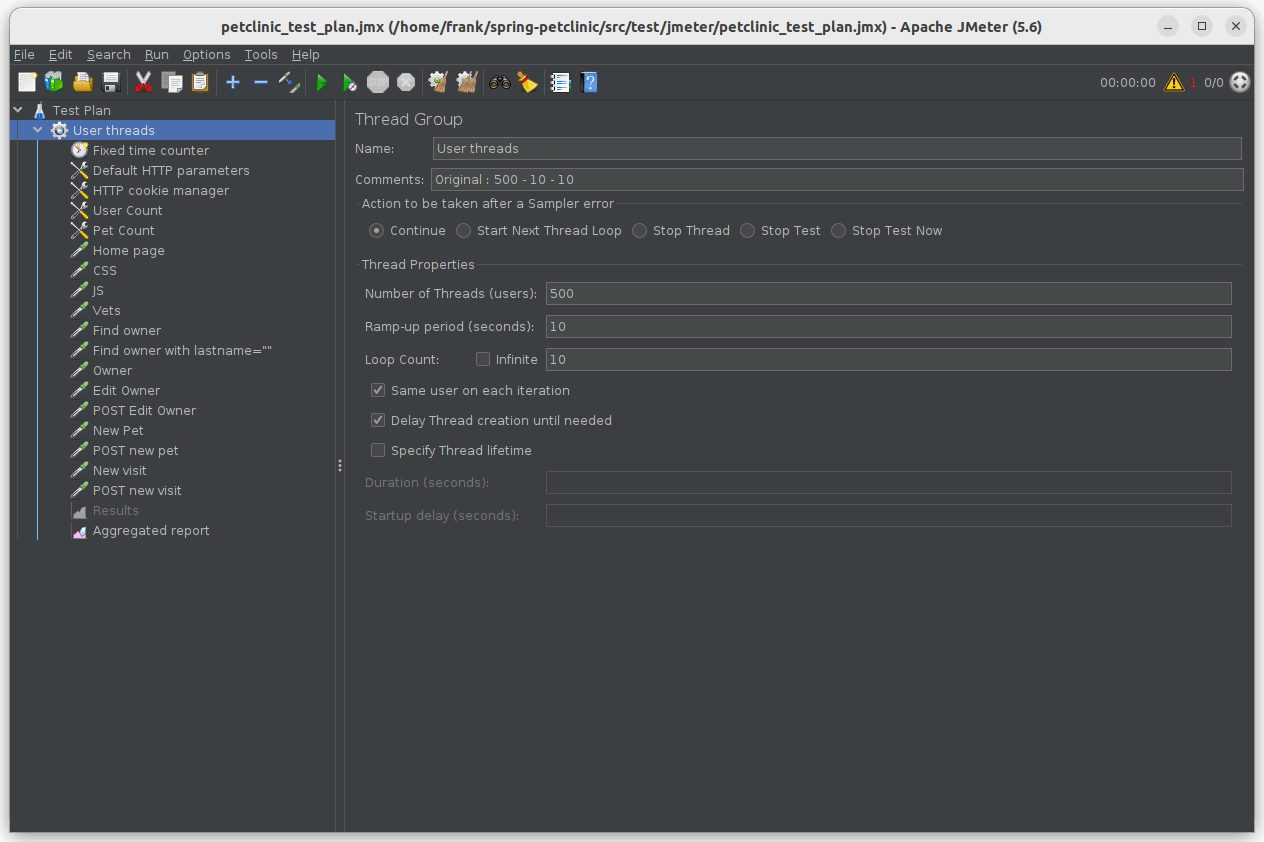 petclinic_test_plan.jmx (/home/frank/spring-petclinic/src/test/jmeter/petclinic_test_plan.jmx) - Apache JMeter (5.6)
File Edit Search Run Options Tools Help
STOP 00:00:00 1 0/0
Test Plan
User threads
Fixed time counter
Default HTTP parameters
HTTP cookie manager
User Count
Pet Count
Home page
CSS
JS
Vets
Find owner
Find owner with lastname=""
Owner
Edit Owner
POST Edit Owner
New Pet
POST new pet
New visit
POST new visit
Results
Aggregated report
Thread Group
Name: User threads
Comments: Original : 500 - 10 - 10
Action to be taken after a Sampler error
Continue Start Next Thread Loop Stop Thread Stop Test Stop Test Now
Thread Properties
Number of Threads (users): 500
Ramp-up period (seconds): 10
Loop Count: Infinite 10
Same user on each iteration
Delay Thread creation until needed
Specify Thread lifetime
Duration (seconds):
Startup delay (seconds):